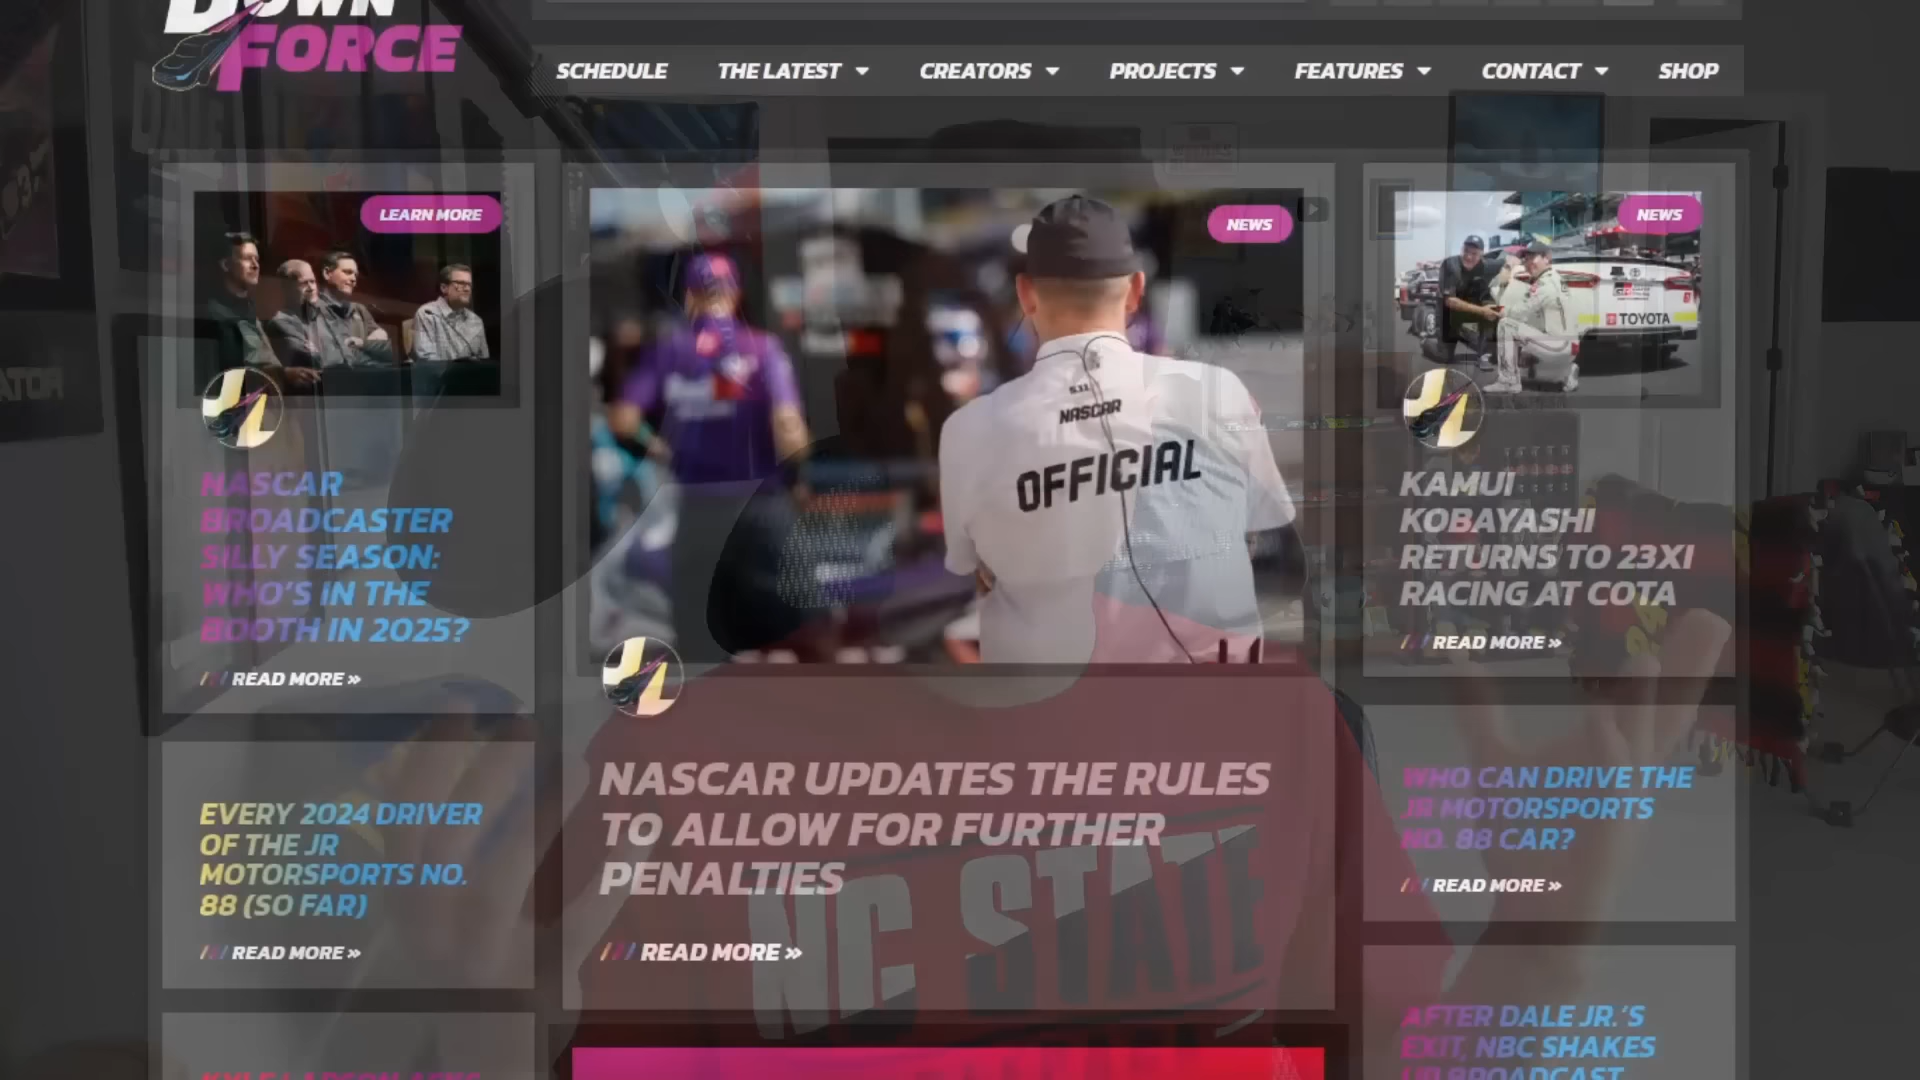 DOWN
FORCE
SCHEDULE
THE LATEST
CREATORS
PROJECTS
FEATURES
CONTACT
SHOP
LEARN MORE
NASCAR
BROADCASTER
SILLY SEASON:
WHO'S IN THE
BOOTH IN 2025?
/// READ MORE »
EVERY 2024 DRIVER
OF THE JR
MOTORSPORTS NO.
88 (SO FAR)
/// READ MORE »
NEWS
NASCAR
OFFICIAL
NASCAR UPDATES THE RULES
TO ALLOW FOR FURTHER
PENALTIES
/// READ MORE »
NC STATE
NEWS
TOYOTA
KAMUI
KOBAYASHI
RETURNS TO 23XI
RACING AT COTA
/// READ MORE »
WHO CAN DRIVE THE
JR MOTORSPORTS
NO. 88 CAR?
/// READ MORE »
AFTER DALE JR.'S
EXIT, NBC SHAKES
UP BROADCAST